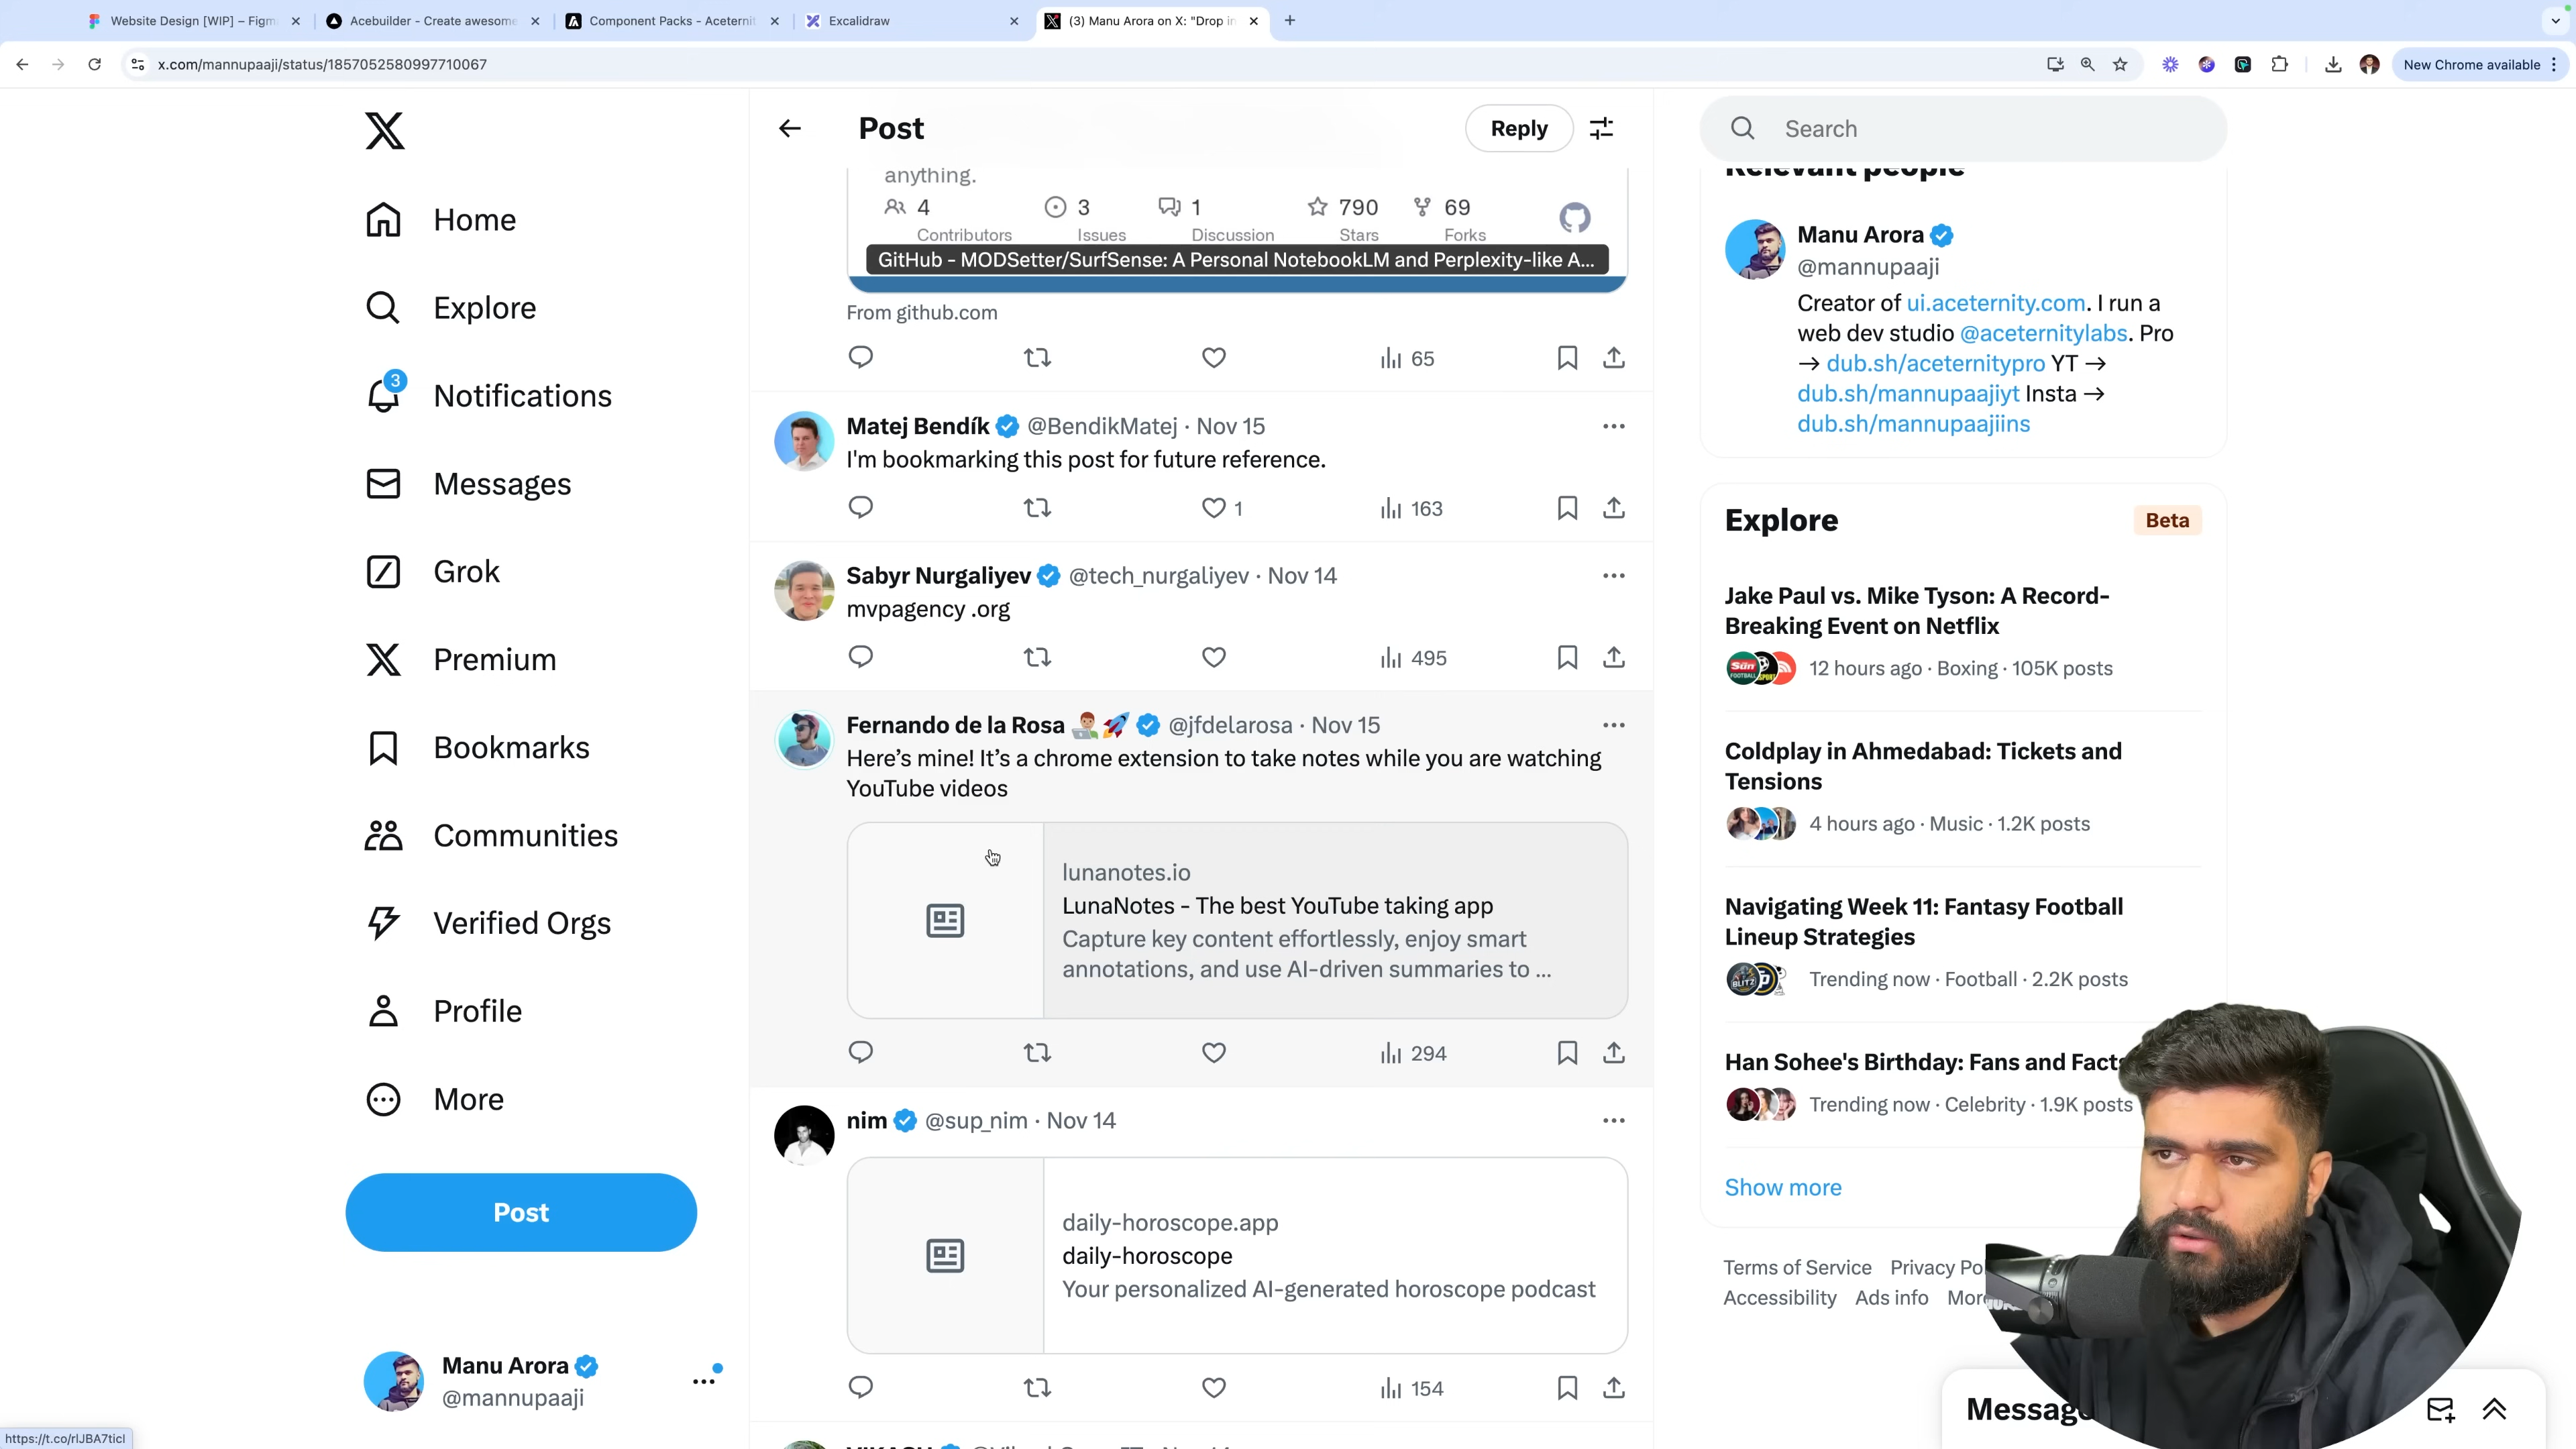 Website Design [WIP] – Figm
Acebuilder - Create awesome
Component Packs - Aceternit
Excalidraw
(3) Manu Arora on X: "Drop in
x.com/mannupaaji/status/1857052580997710067
New Chrome available
Home
Explore
3
Notifications
Messages
Grok
Premium
Bookmarks
Communities
Verified Orgs
Profile
More
Post
Manu Arora
@mannupaaji
https://t.co/rlJBA7ticI
Post
Reply
anything.
4
Contributors
3
Issues
1
Discussion
790
Stars
69
Forks
GitHub - MODSetter/SurfSense: A Personal NotebookLM and Perplexity-like A...
From github.com
65
Matej Bendík @BendikMatej · Nov 15
I'm bookmarking this post for future reference.
1
163
Sabyr Nurgaliyev @tech_nurgaliyev · Nov 14
mvpagency .org
495
Fernando de la Rosa 👨🏽‍💻🚀 @jfdelarosa · Nov 15
Here’s mine! It’s a chrome extension to take notes while you are watching
YouTube videos
lunanotes.io
LunaNotes - The best YouTube taking app
Capture key content effortlessly, enjoy smart
annotations, and use AI-driven summaries to ...
294
nim @sup_nim · Nov 14
daily-horoscope.app
daily-horoscope
Your personalized AI-generated horoscope podcast
154
Search
Relevant people
Manu Arora
@mannupaaji
Creator of ui.aceternity.com. I run a
web dev studio @aceternitylabs. Pro
→ dub.sh/aceternitypro YT →
dub.sh/mannupaajiyt Insta →
dub.sh/mannupaajiins
Explore
Beta
Jake Paul vs. Mike Tyson: A Record-
Breaking Event on Netflix
12 hours ago · Boxing · 105K posts
Coldplay in Ahmedabad: Tickets and
Tensions
4 hours ago · Music · 1.2K posts
Navigating Week 11: Fantasy Football
Lineup Strategies
Trending now · Football · 2.2K posts
Han Sohee's Birthday: Fans and Facts
Trending now · Celebrity · 1.9K posts
Show more
Terms of Service Privacy Po
Accessibility Ads info More
Message